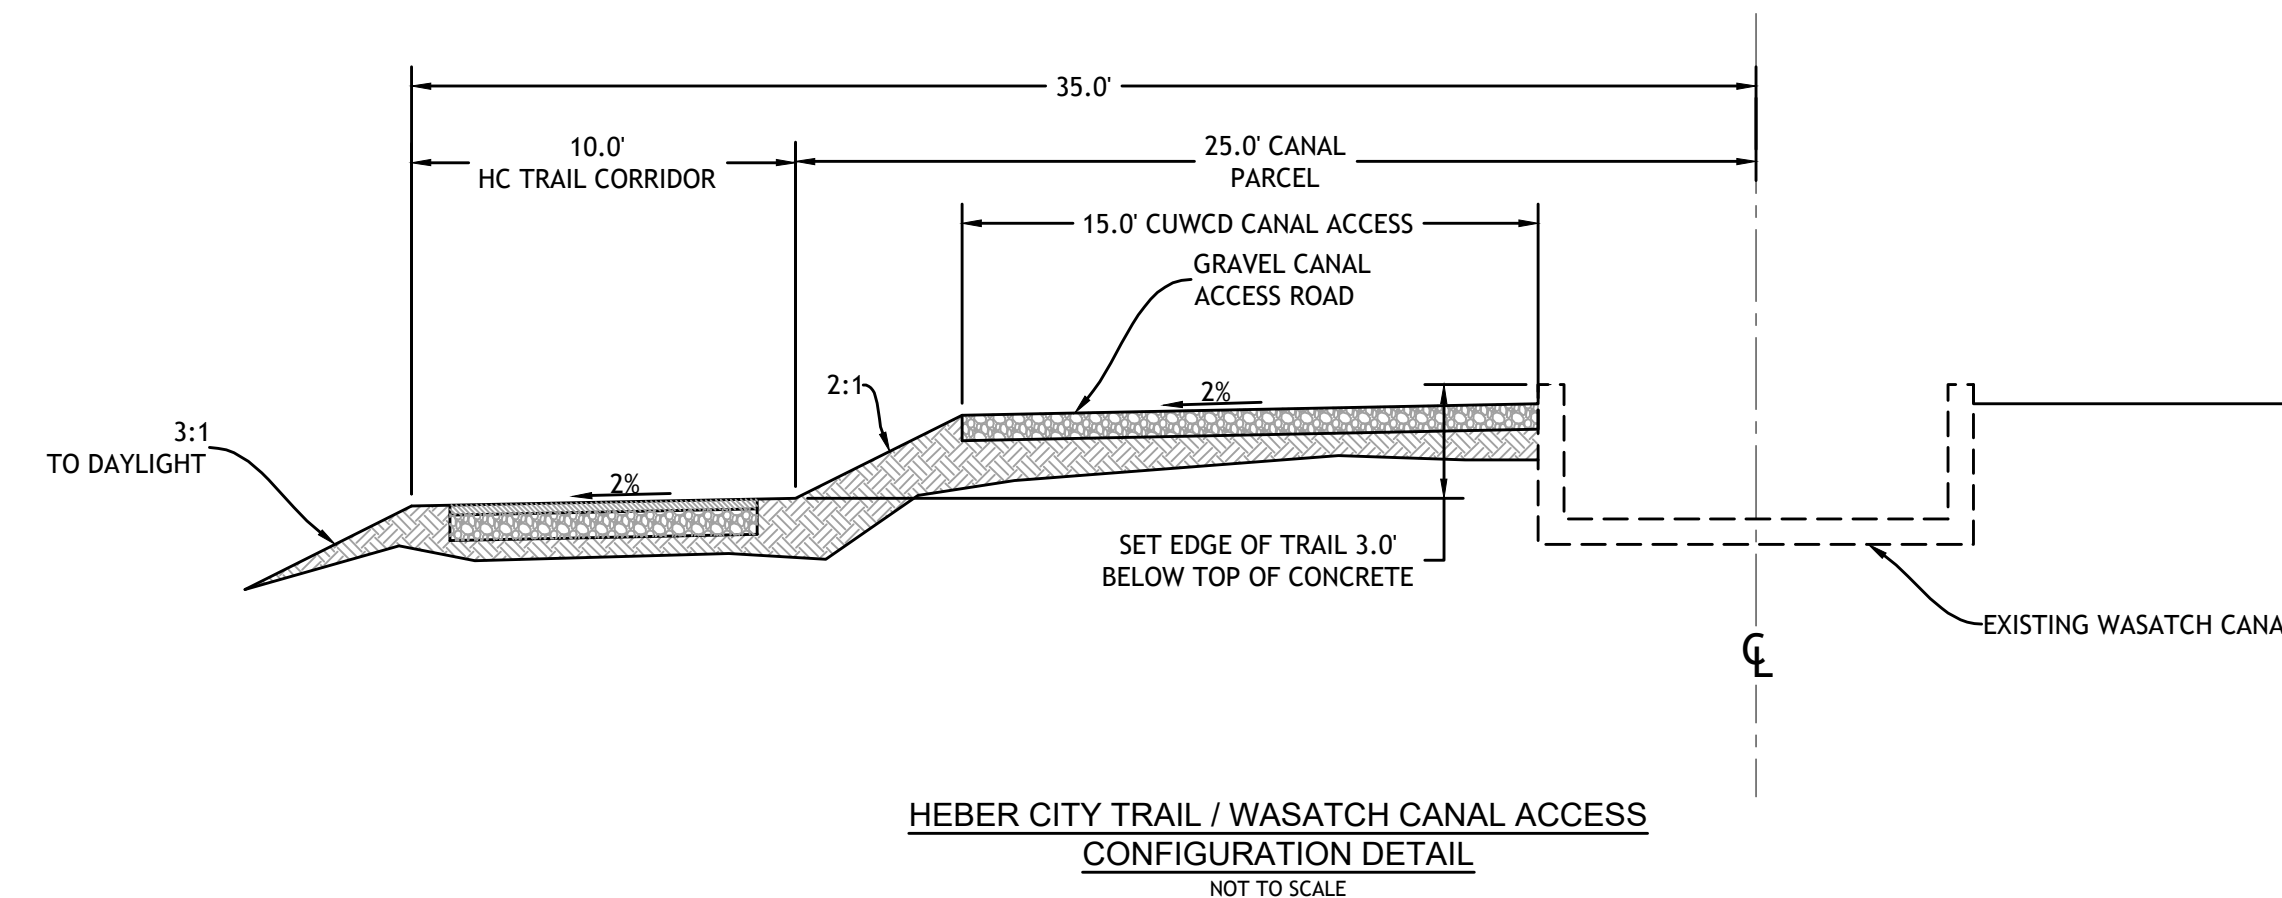 35.0'
10.0'
HC TRAIL CORRIDOR
25.0' CANAL
PARCEL
15.0' CUWCD CANAL ACCESS
GRAVEL CANAL
ACCESS ROAD
2:1
2%
3:1
TO DAYLIGHT
2%
SET EDGE OF TRAIL 3.0'
BELOW TOP OF CONCRETE
EXISTING WASATCH CANA
℄
HEBER CITY TRAIL / WASATCH CANAL ACCESS
CONFIGURATION DETAIL
NOT TO SCALE